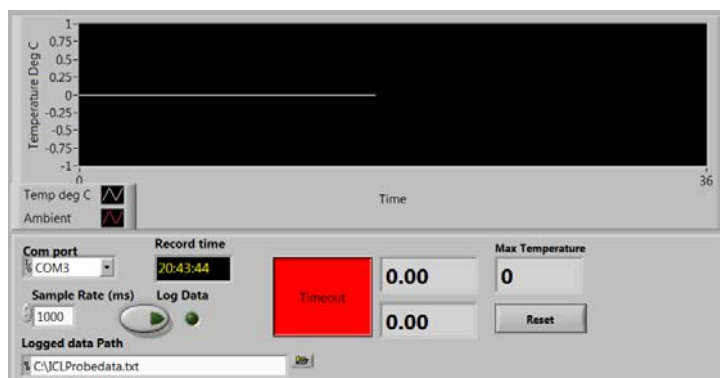 1
0.75
0.5
0.25
0
-0.25
-0.5
-0.75
-1
Temperature Deg C
0
36
Time
Temp deg C
Ambient
Com port
COM3
Record time
20:43:44
Sample Rate (ms)
1000
Log Data
Timeout
0.00
0.00
Max Temperature
0
Reset
Logged data Path
C:\ICLProbedata.txt